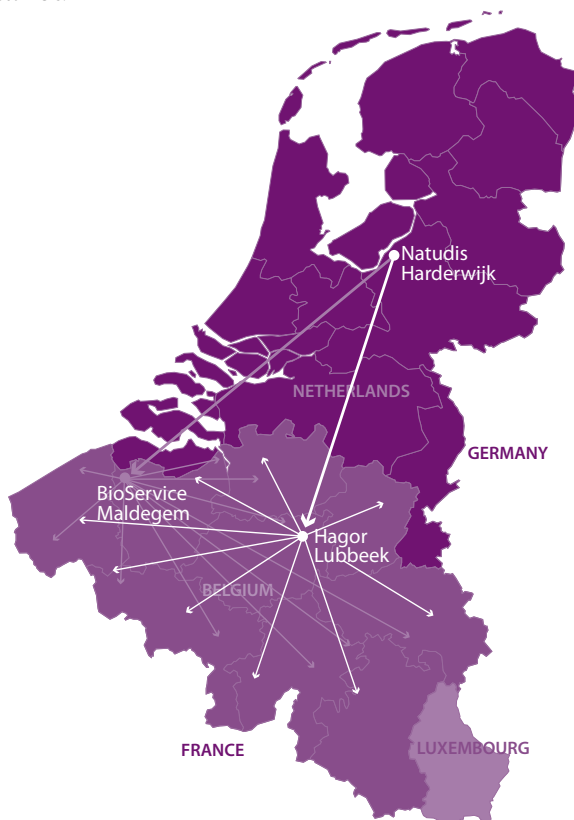 Natudis
Harderwijk
NETHERLANDS
GERMANY
BioService
Maldegem
Hagor
Lubbeek
BELGIUM
FRANCE
LUXEMBOURG